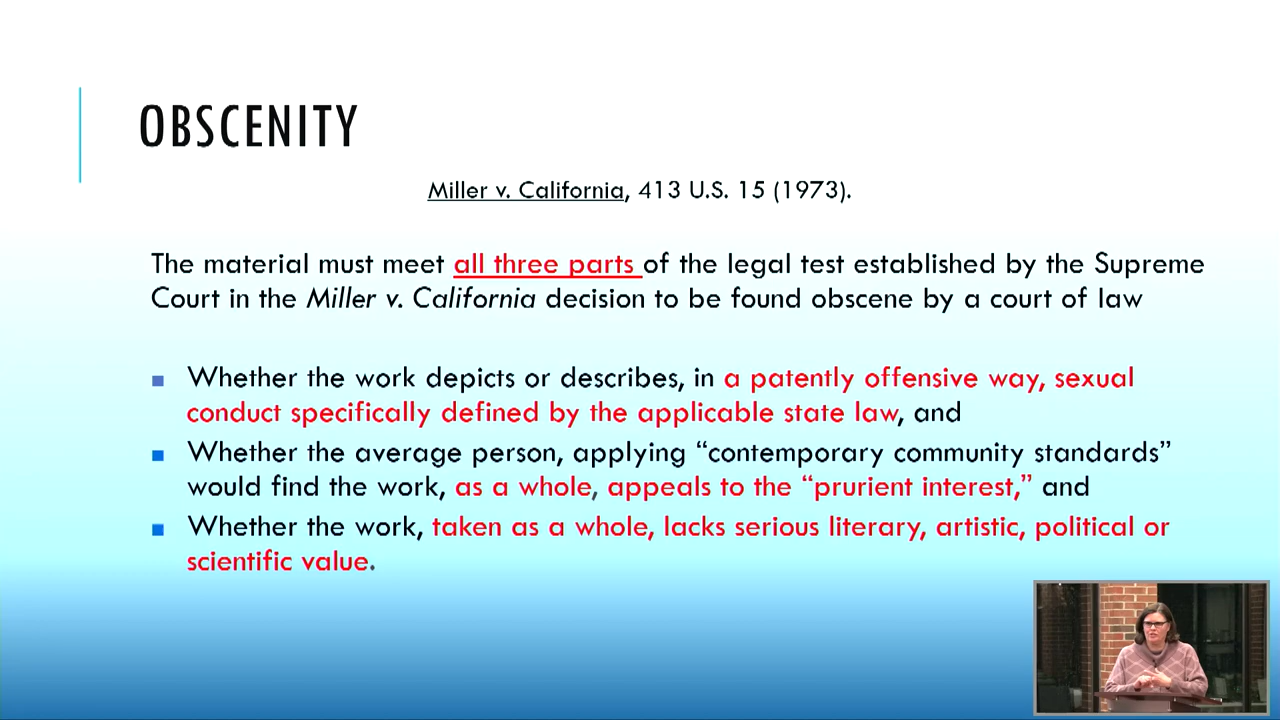 OBSCENITY
Miller v. California, 413 U.S. 15 (1973).
The material must meet all three parts of the legal test established by the Supreme
Court in the Miller v. California decision to be found obscene by a court of law
Whether the work depicts or describes, in a patently offensive way, sexual
conduct specifically defined by the applicable state law, and
Whether the average person, applying “contemporary community standards”
would find the work, as a whole, appeals to the “prurient interest,” and
Whether the work, taken as a whole, lacks serious literary, artistic, political or
scientific value.